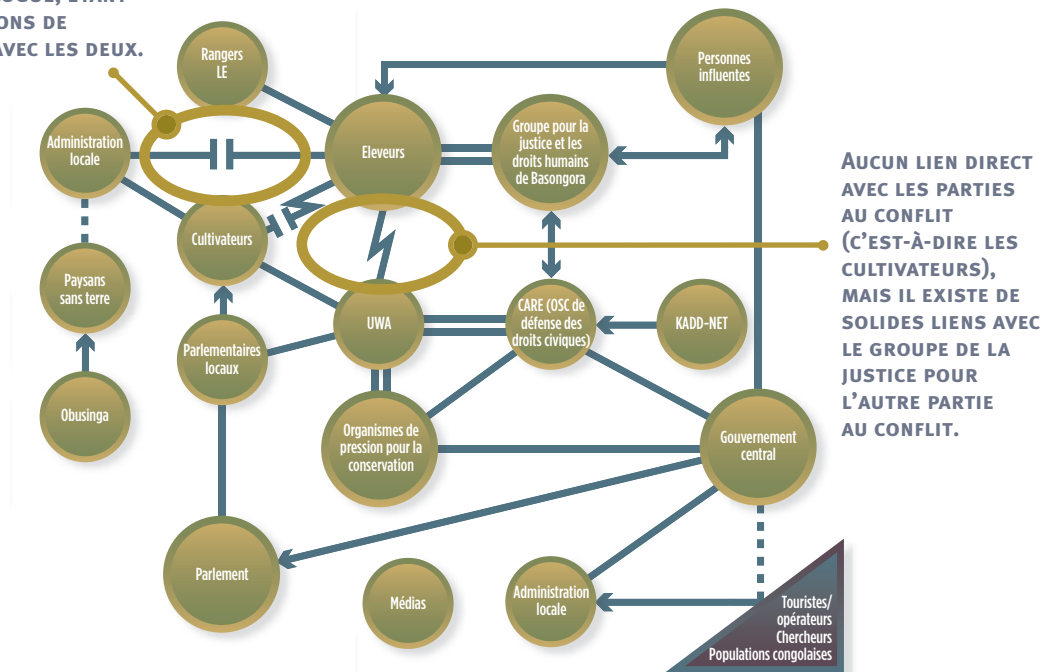 ÉTANT
ONS DE
AVEC LES DEUX.
Rangers
LE
Personnes
influentes
Administration
locale
Eleveurs
Groupe pour la
justice et les
droits humains
de Basongora
AUCUN LIEN DIRECT
AVEC LES PARTIES
AU CONFLIT
(C'EST-À-DIRE LES
CULTIVATEURS),
MAIS IL EXISTE DE
SOLIDES LIENS AVEC
LE GROUPE DE LA
JUSTICE POUR
L'AUTRE PARTIE
AU CONFLIT.
Cultivateurs
Paysans
sans terre
UWA
CARE (OSC de
défense des
droits civiques)
KADD-NET
Parlementaires
locaux
Obusinga
Organismes de
pression pour la
conservation
Gouvernement
central
Parlement
Médias
Administration
locale
Touristes/
opérateurs
Chercheurs
Populations congolaises